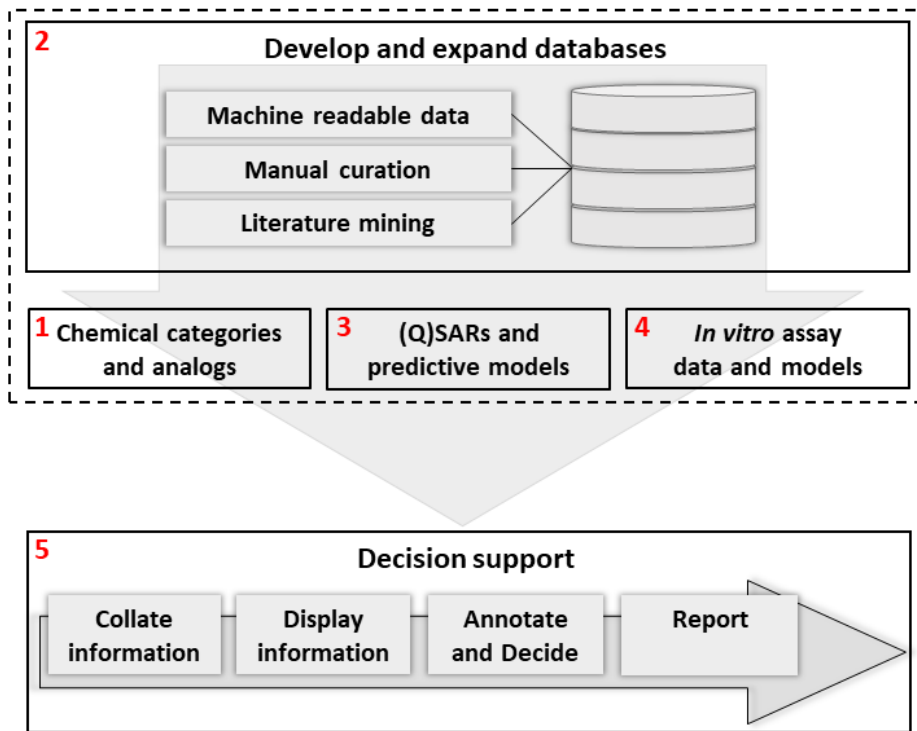 2
Develop and expand databases
Machine readable data
Manual curation
Literature mining
1
Chemical categories
and analogs
3
(Q)SARs and
predictive models
4
In vitro assay
data and models
5
Decision support
Collate
information
Display
information
Annotate
and Decide
Report